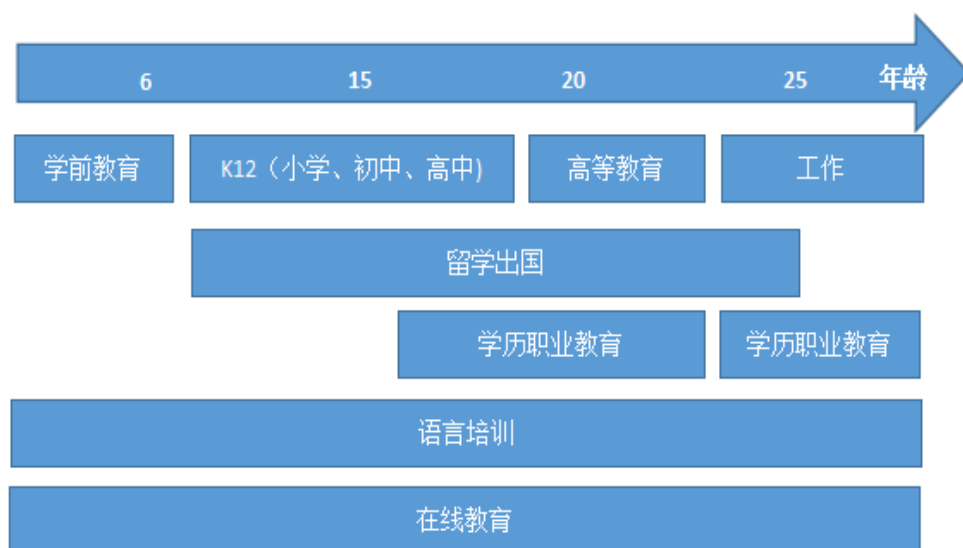 6 15 20 25 年龄
学前教育 K12（小学、初中、高中) 高等教育 工作
留学出国
学历职业教育 学历职业教育
语言培训
在线教育